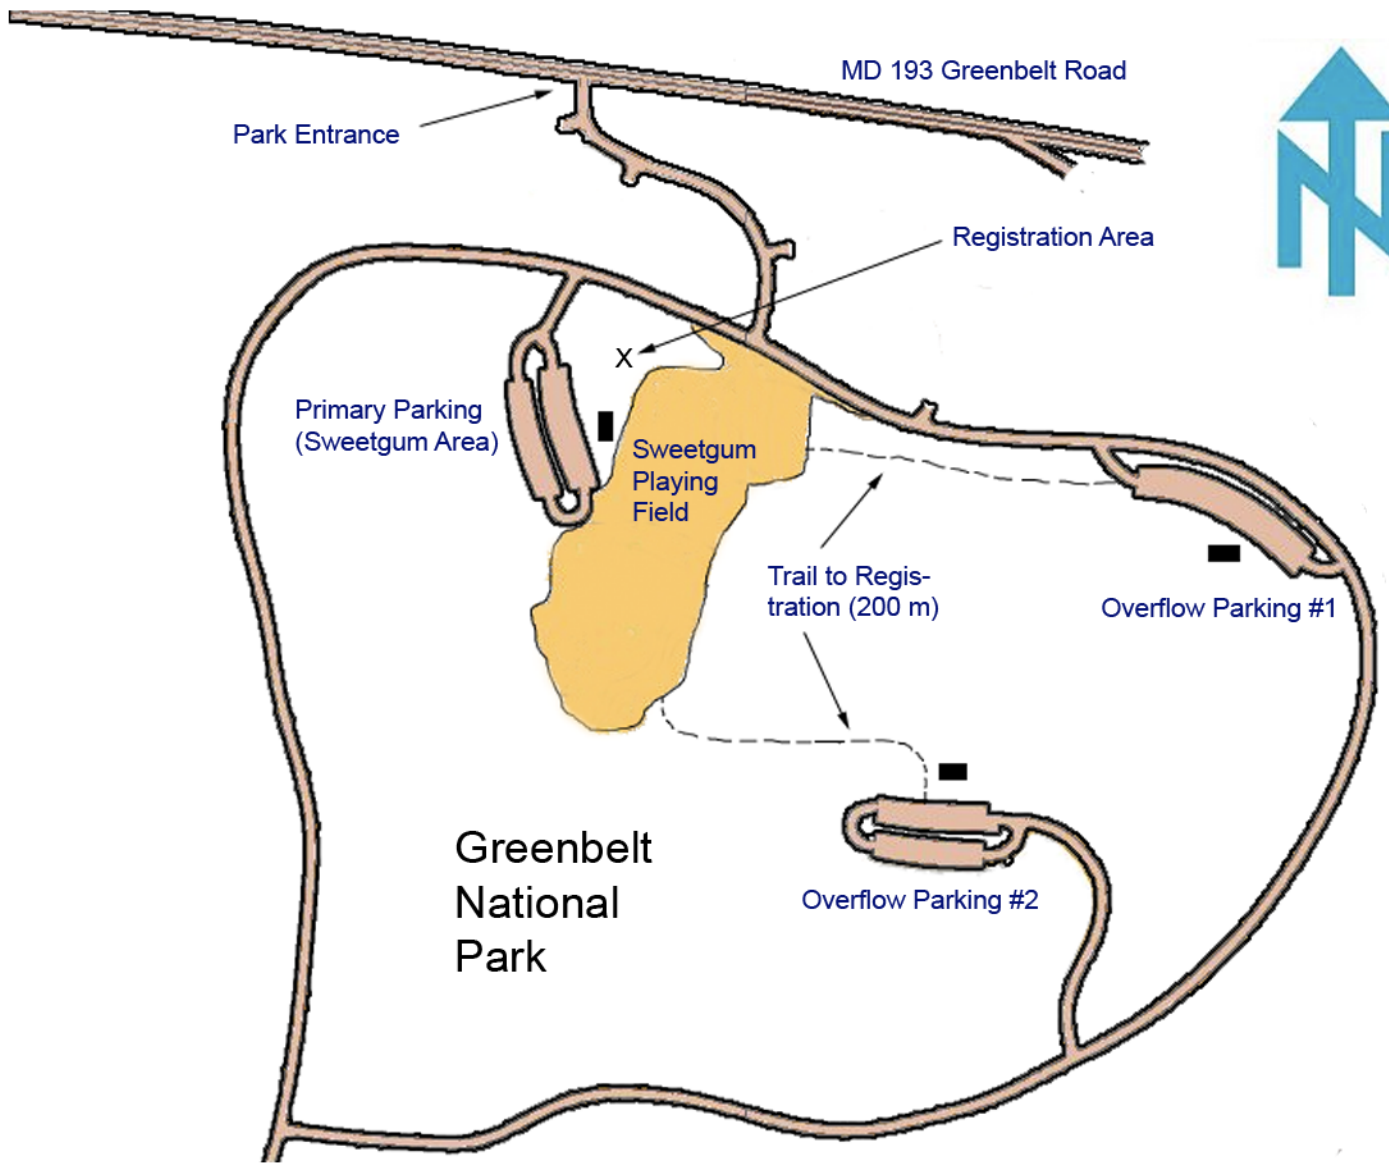 MD 193 Greenbelt Road
Park Entrance
N
Registration Area
X
Primary Parking
(Sweetgum Area)
Sweetgum
Playing
Field
Trail to Regis-
tration (200 m)
Overflow Parking #1
Greenbelt
National
Park
Overflow Parking #2